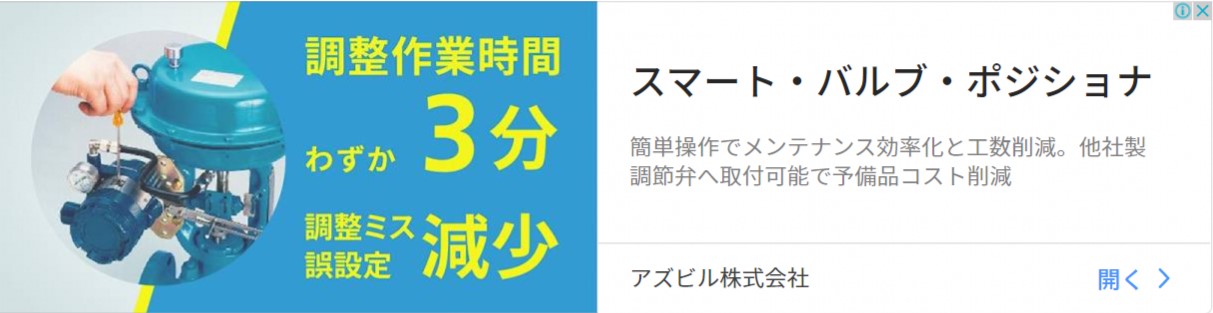 調整作業時間
わずか 3分
調整ミス
誤設定 減少
スマート・バルブ・ポジショナ
簡単操作でメンテナンス効率化と工数削減。他社製
調節弁へ取付可能で予備品コスト削減
アズビル株式会社
開く